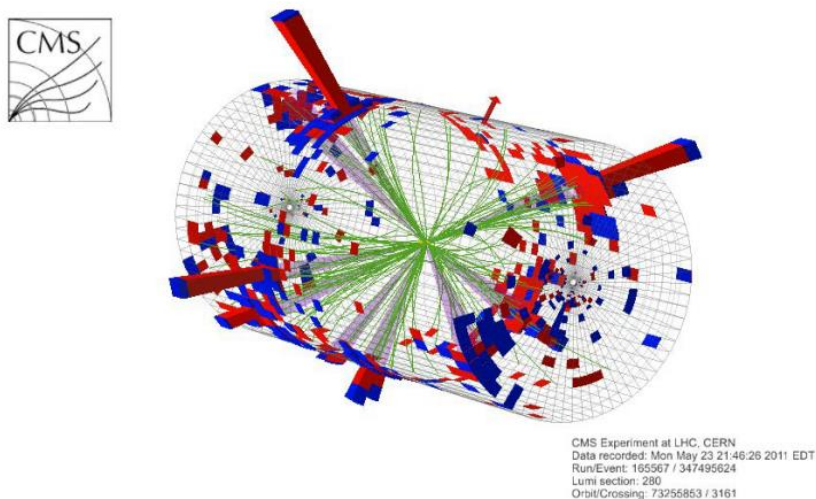 CMS
CMS Experiment at LHC, CERN
Data recorded: Mon May 23 21:46:26 2011 EDT
Run/Event: 165567 / 347495624
Lumi section: 280
Orbit/Crossing: 73255853 / 3161